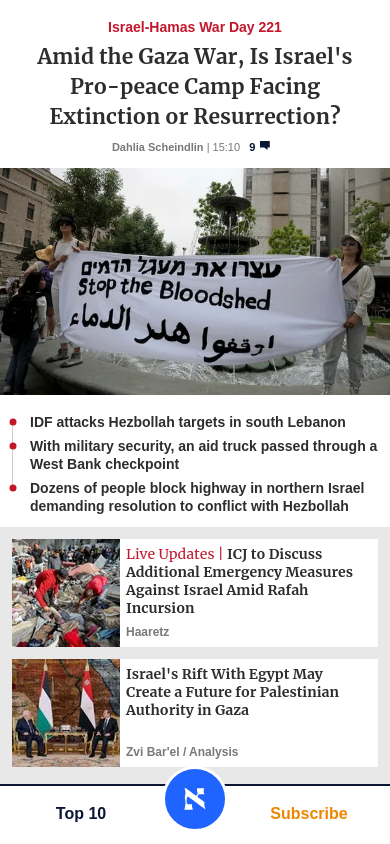 Israel-Hamas War Day 221
Amid the Gaza War, Is Israel's
Pro-peace Camp Facing
Extinction or Resurrection?
Dahlia Scheindlin | 15:10 9
עצרו את מעגל הדמים
Stop the Bloodshed
أوقفوا هدر الدماء
IDF attacks Hezbollah targets in south Lebanon
With military security, an aid truck passed through a
West Bank checkpoint
Dozens of people block highway in northern Israel
demanding resolution to conflict with Hezbollah
Live Updates | ICJ to Discuss
Additional Emergency Measures
Against Israel Amid Rafah
Incursion
Haaretz
Israel's Rift With Egypt May
Create a Future for Palestinian
Authority in Gaza
Zvi Bar'el / Analysis
Top 10
א
Subscribe